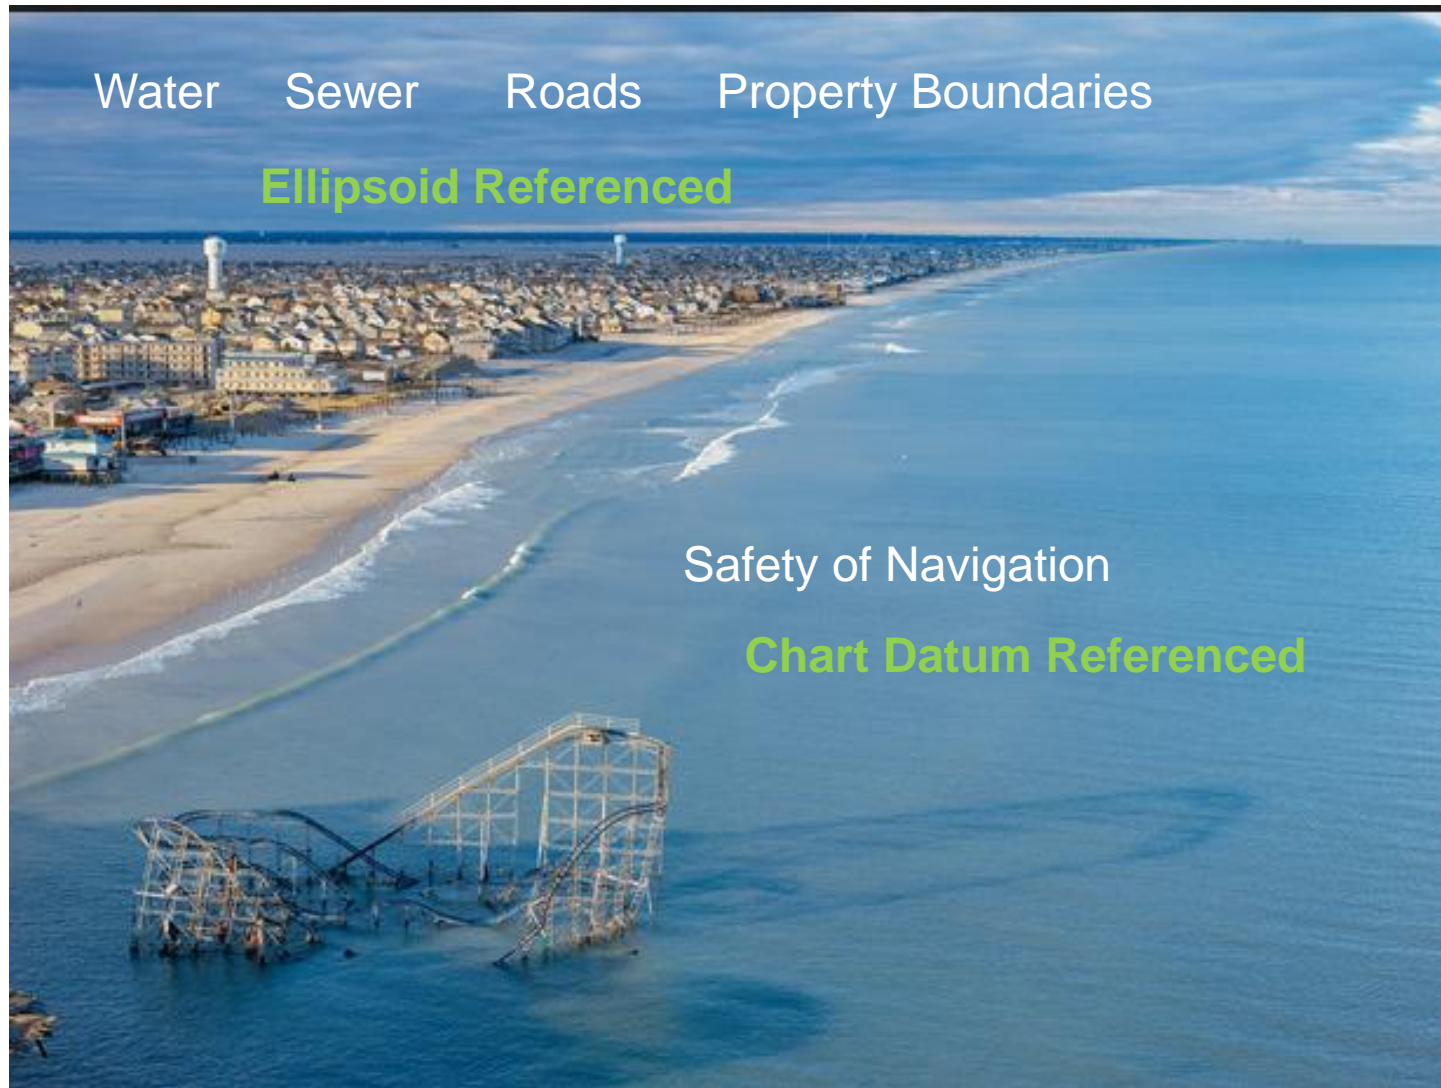 Water Sewer Roads Property Boundaries
Ellipsoid Referenced
Safety of Navigation
Chart Datum Referenced